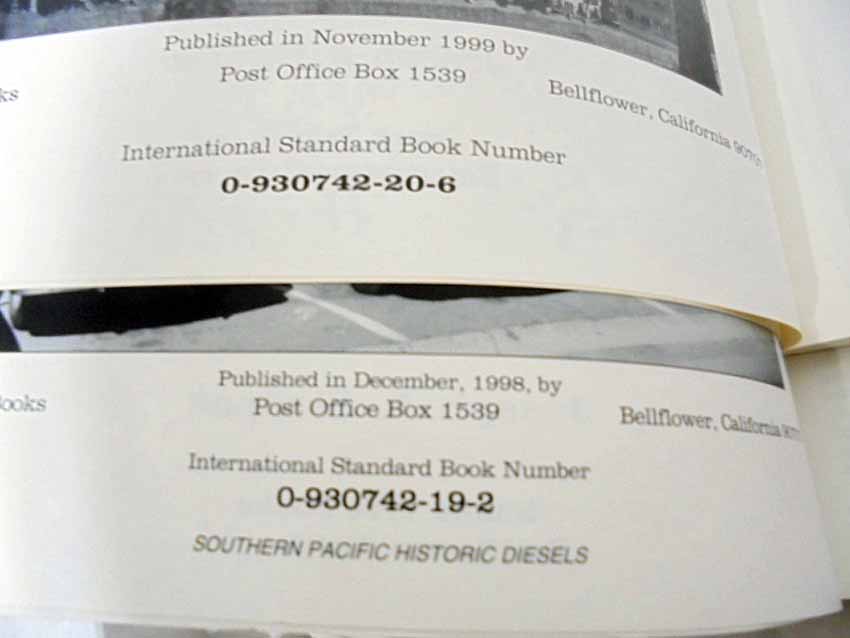 Published in November 1999 by
Post Office Box 1539
Bellflower, California
International Standard Book Number
0-930742-20-6
Published in December, 1998, by
Books
Post Office Box 1539
Bellflower, California
International Standard Book Number
0-930742-19-2
SOUTHERN PACIFIC HISTORIC DIESELS